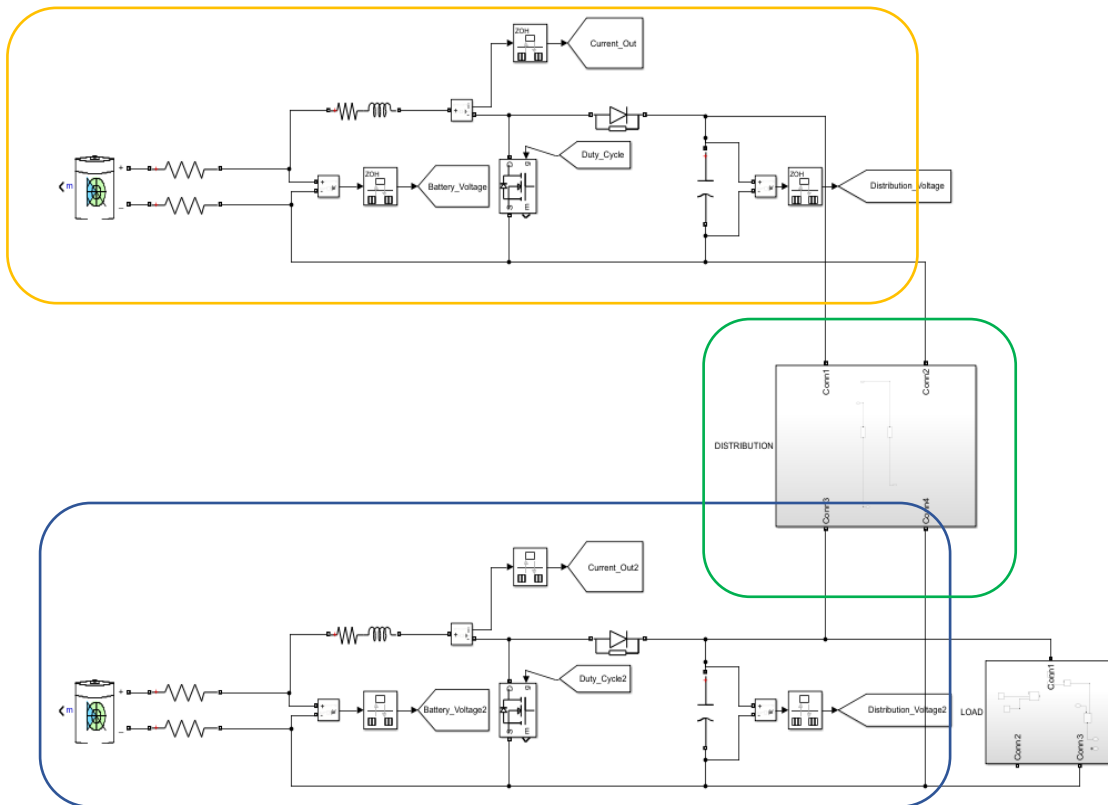 ZOH
Current_Out
Duty_Cycle
m
+
_
ZOH
Battery_Voltage
ZOH
Distribution_Voltage
Conn1
Conn2
DISTRIBUTION
Conn3
Conn4
Current_Out2
Duty_Cycle2
m
+
_
Battery_Voltage2
Distribution_Voltage2
Conn1
LOAD
Conn2
Conn3